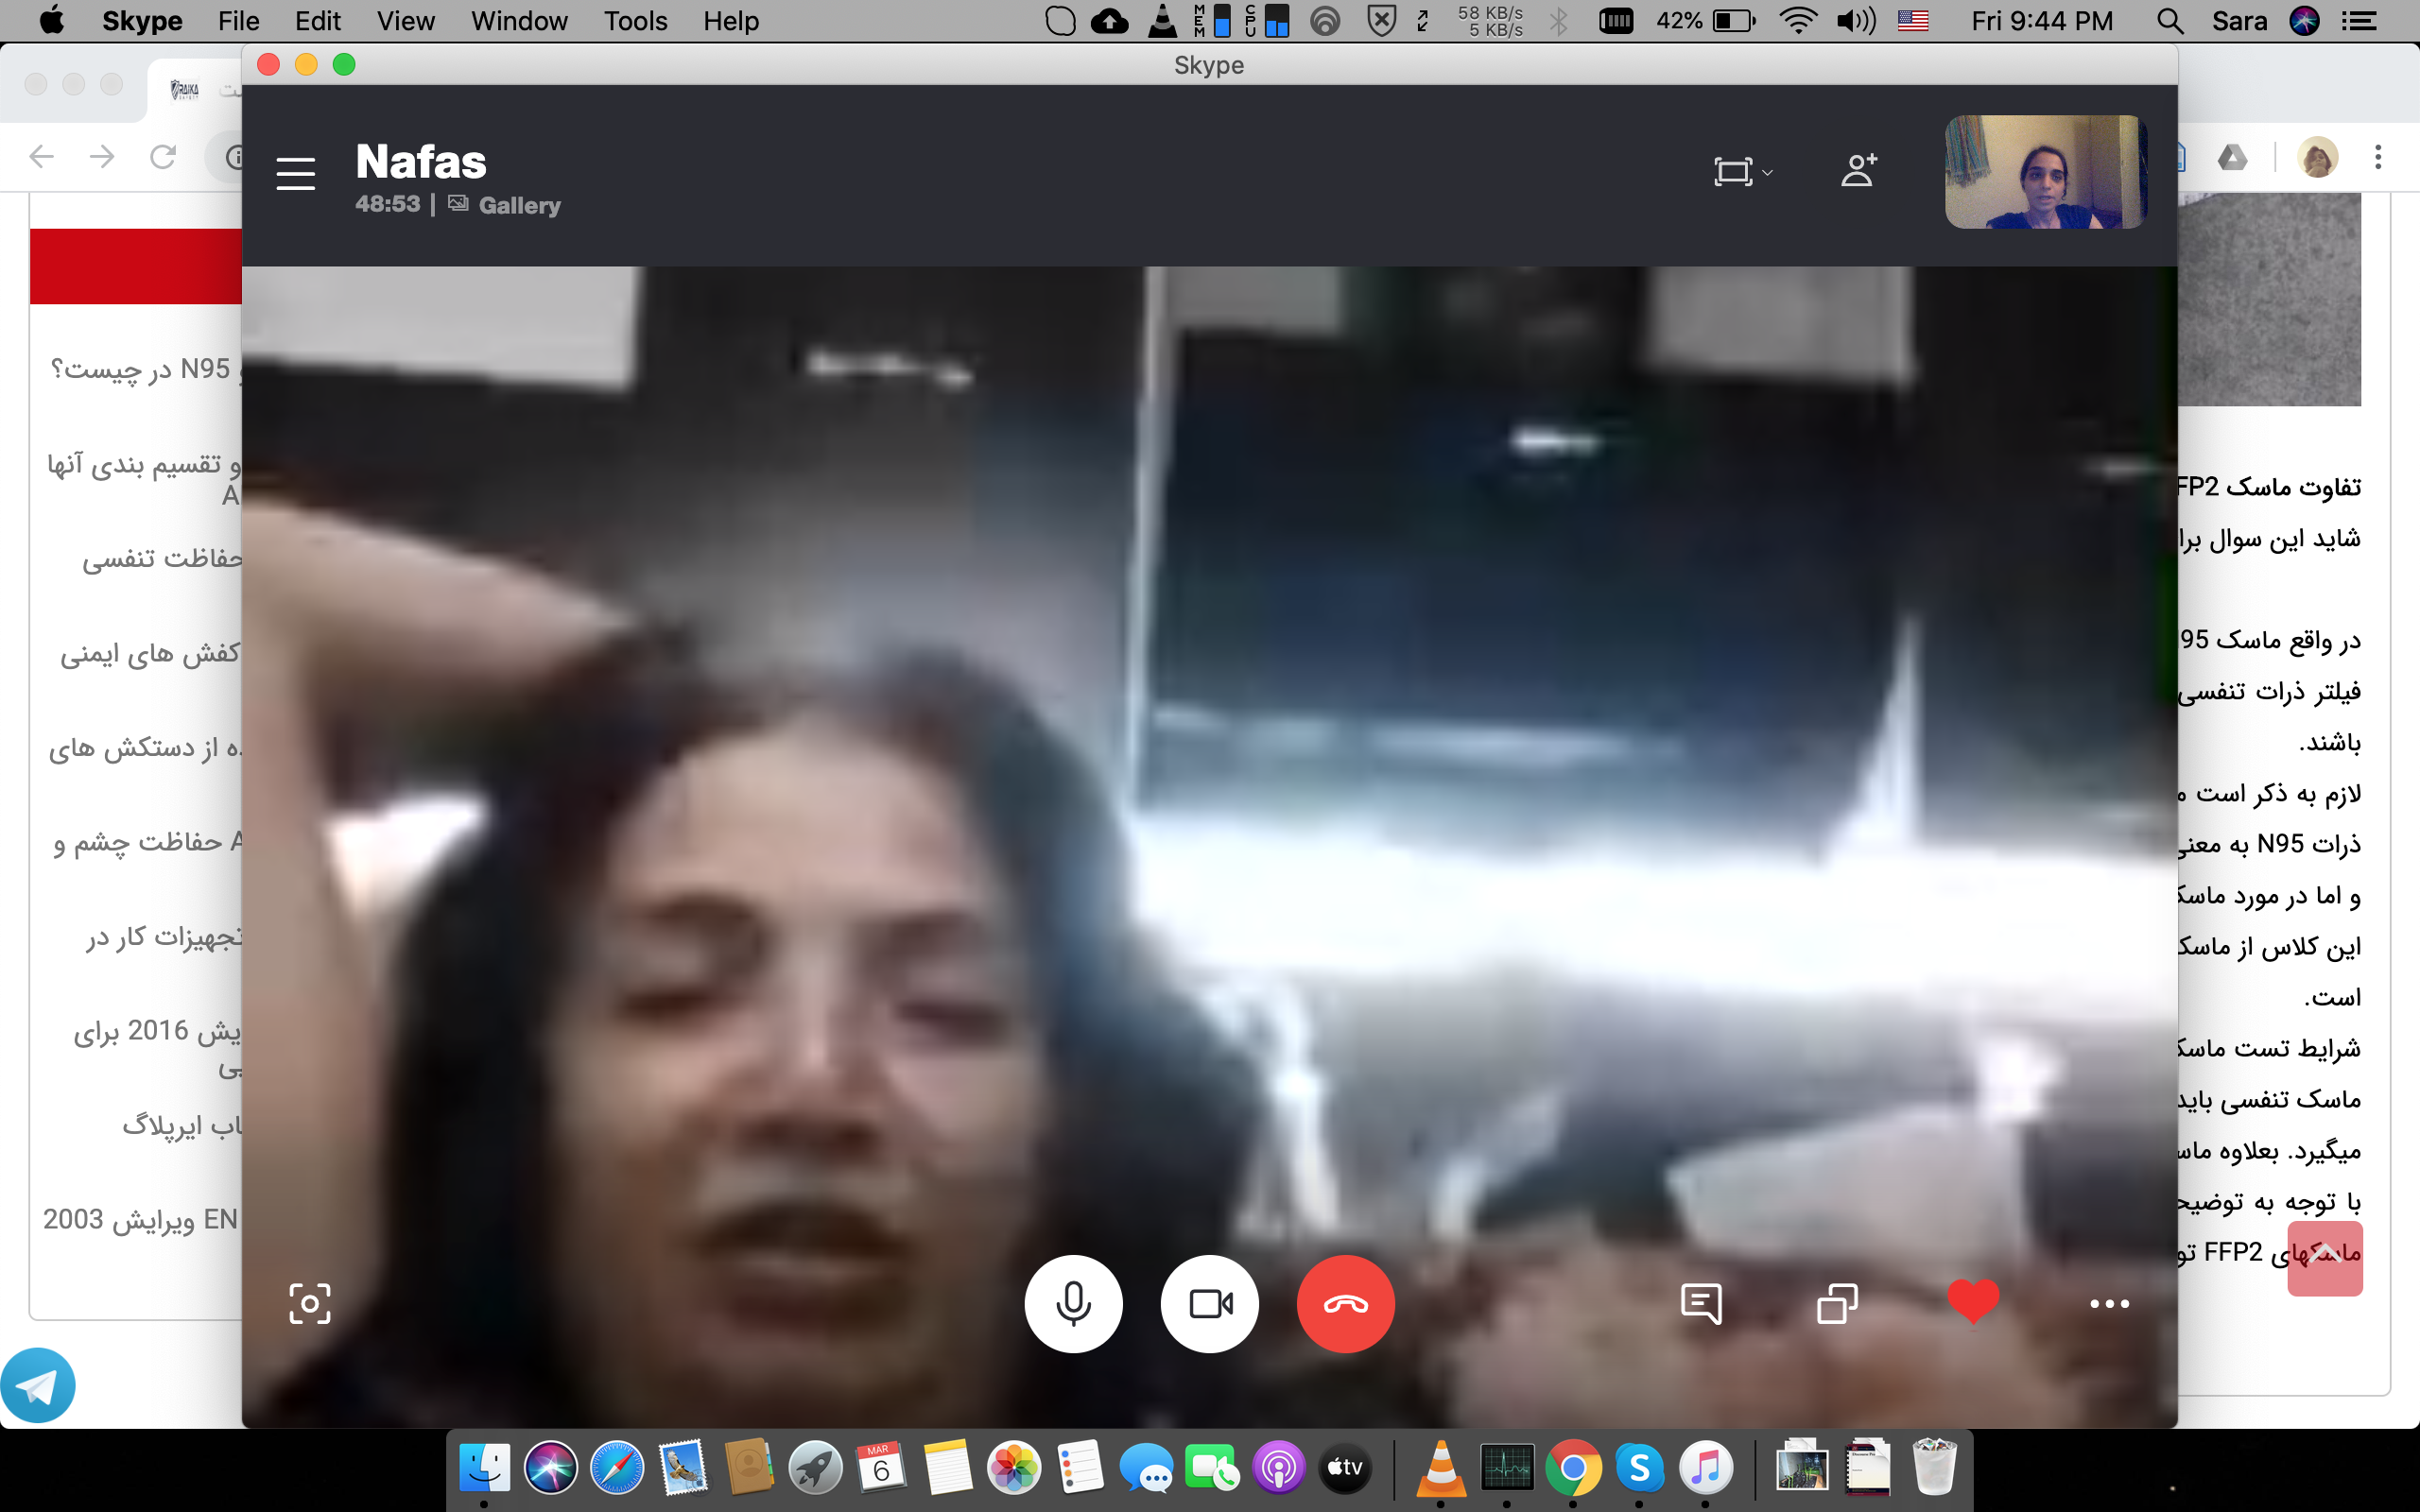 Skype File Edit View Window Tools Help
MEM CPU 58 KB/s 42% Fri 9:44 PM Sara
5 KB/s
Skype
RAIKA
Nafas
48:53 | Gallery
N95 در چیست؟
و تقسیم بندی آنها
A
حفاظت تنفسی
کفش های ایمنی
از دستکش های
A حفاظت چشم و
تجهیزات کار در
2016 برای
ایرپلاگ
EN ویرایش 2003
تفاوت ماسک FP2
شاید این سوال برا
در واقع ماسک 95
فیلتر ذرات تنفسی
باشند.
لازم به ذکر است
ذرات N95 به معنی
و اما در مورد ماسک
این کلاس از ماسک
است.
شرایط تست ماسک
ماسک تنفسی باید
میگیرد. بعلاوه ماس
با توجه به توضیح
ماسکهای FFP2 تو
MAR
6
tv
S